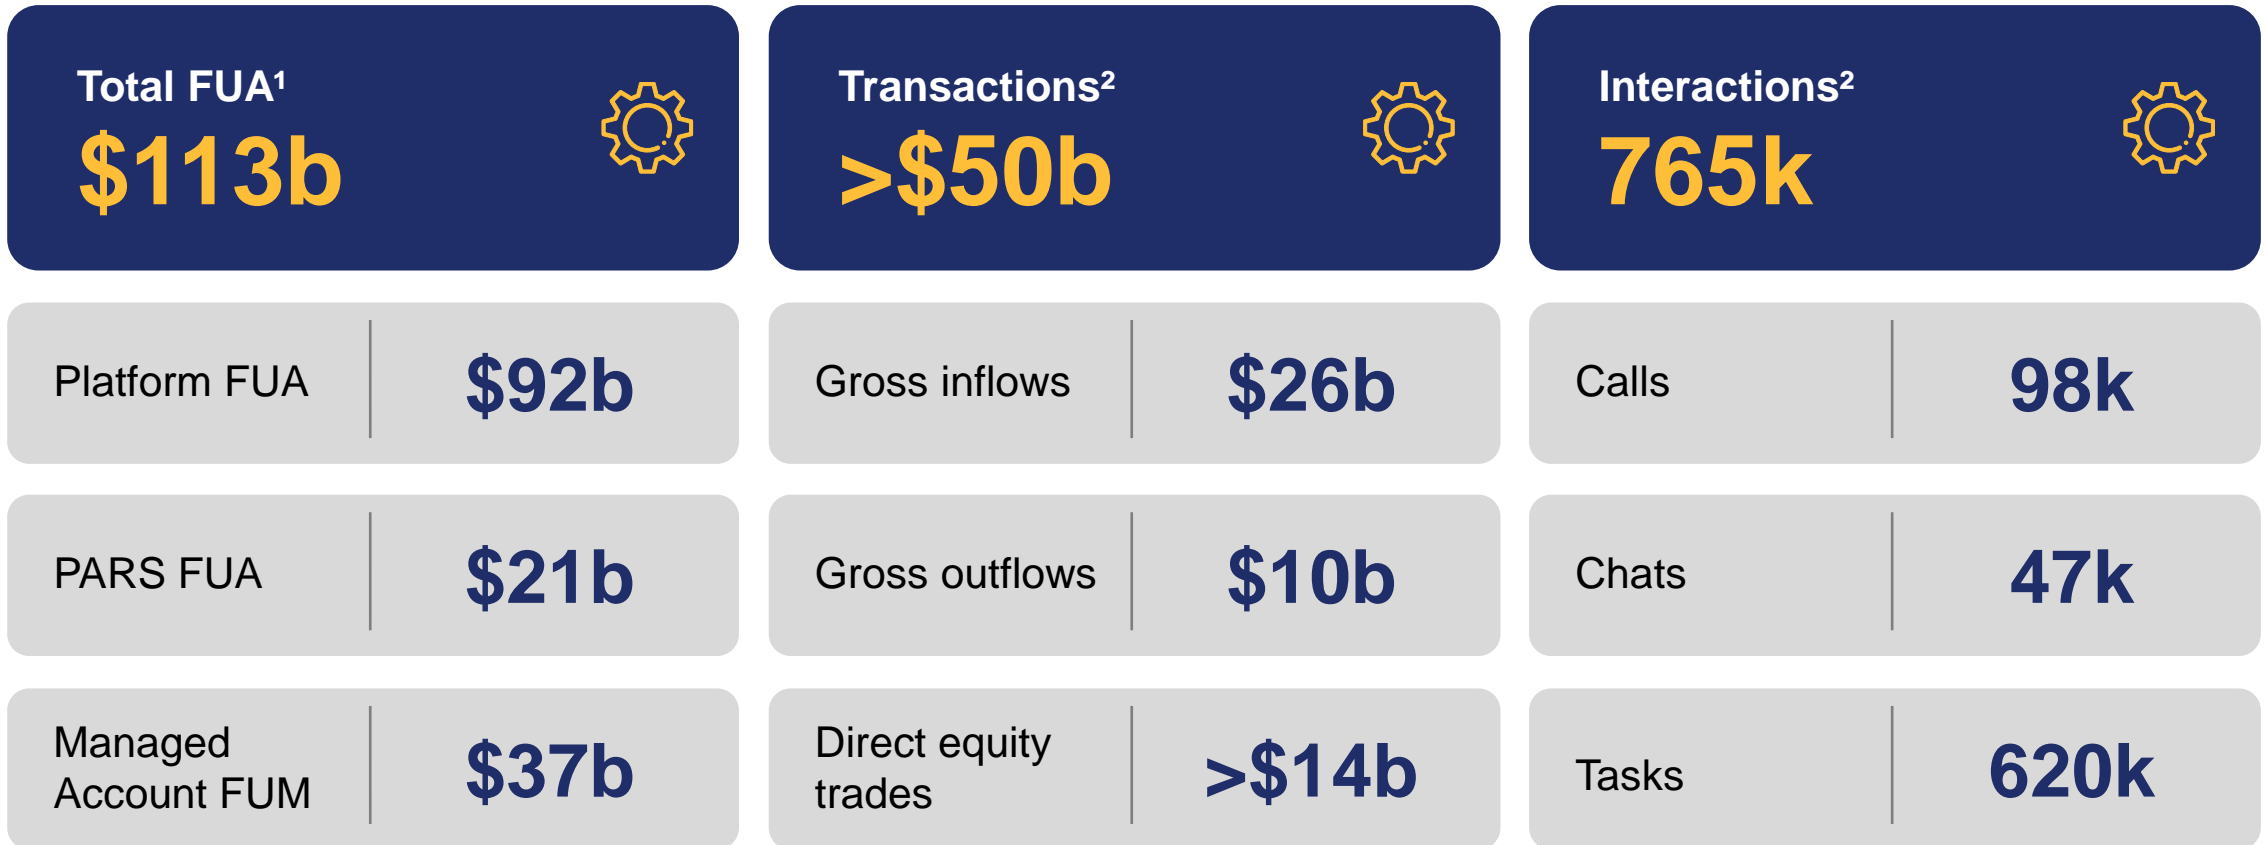 Total FUA¹
$113b
Transactions²
>$50b
Interactions²
765k
Platform FUA
$92b
Gross inflows
$26b
Calls
98k
PARS FUA
$21b
Gross outflows
$10b
Chats
47k
Managed
Account FUM
$37b
Direct equity
trades
>$14b
Tasks
620k